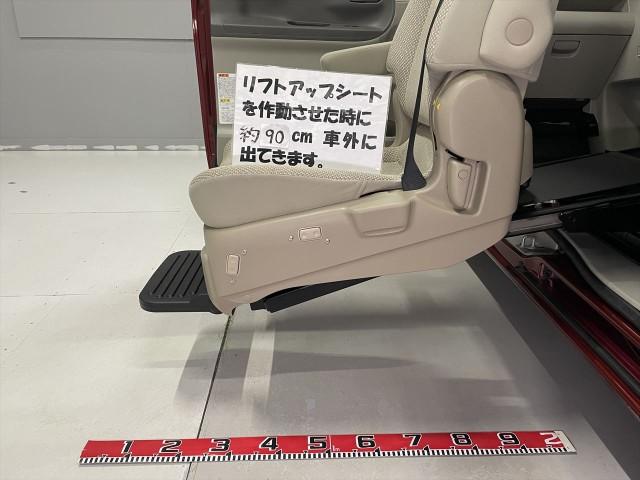 リフトアップシート
を作動させた時に
約90cm 車外に
出てきます。
1 2 3 4 5 6 7 8 9 2